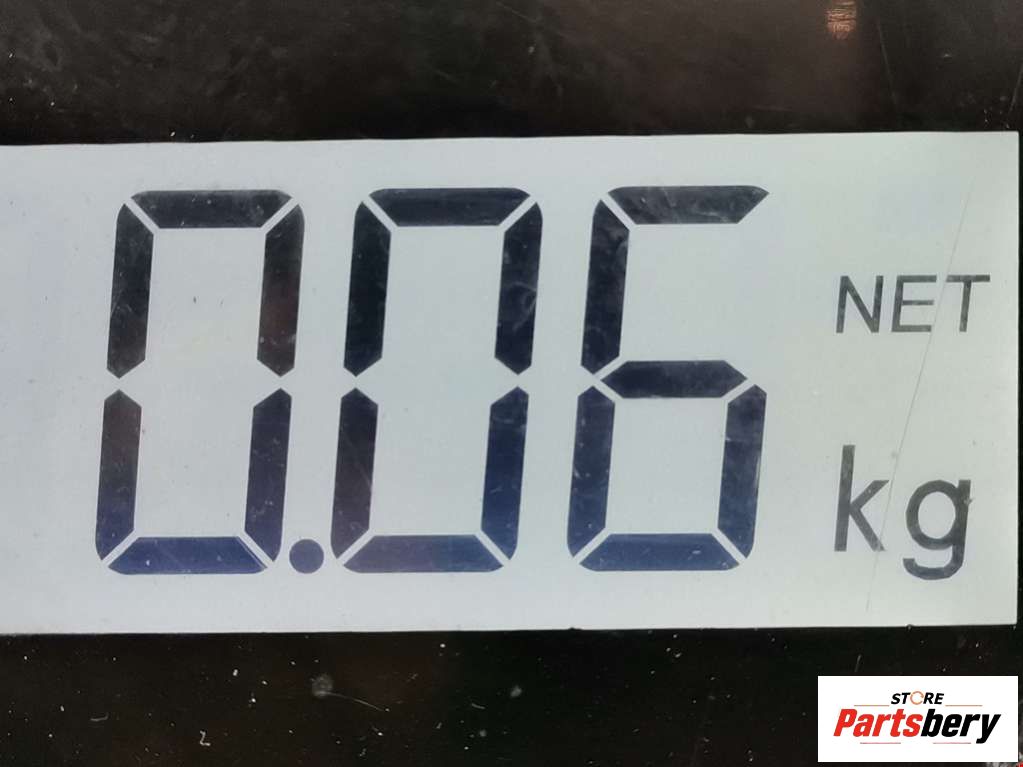 0.06
NET
kg
STORE
Partsbery